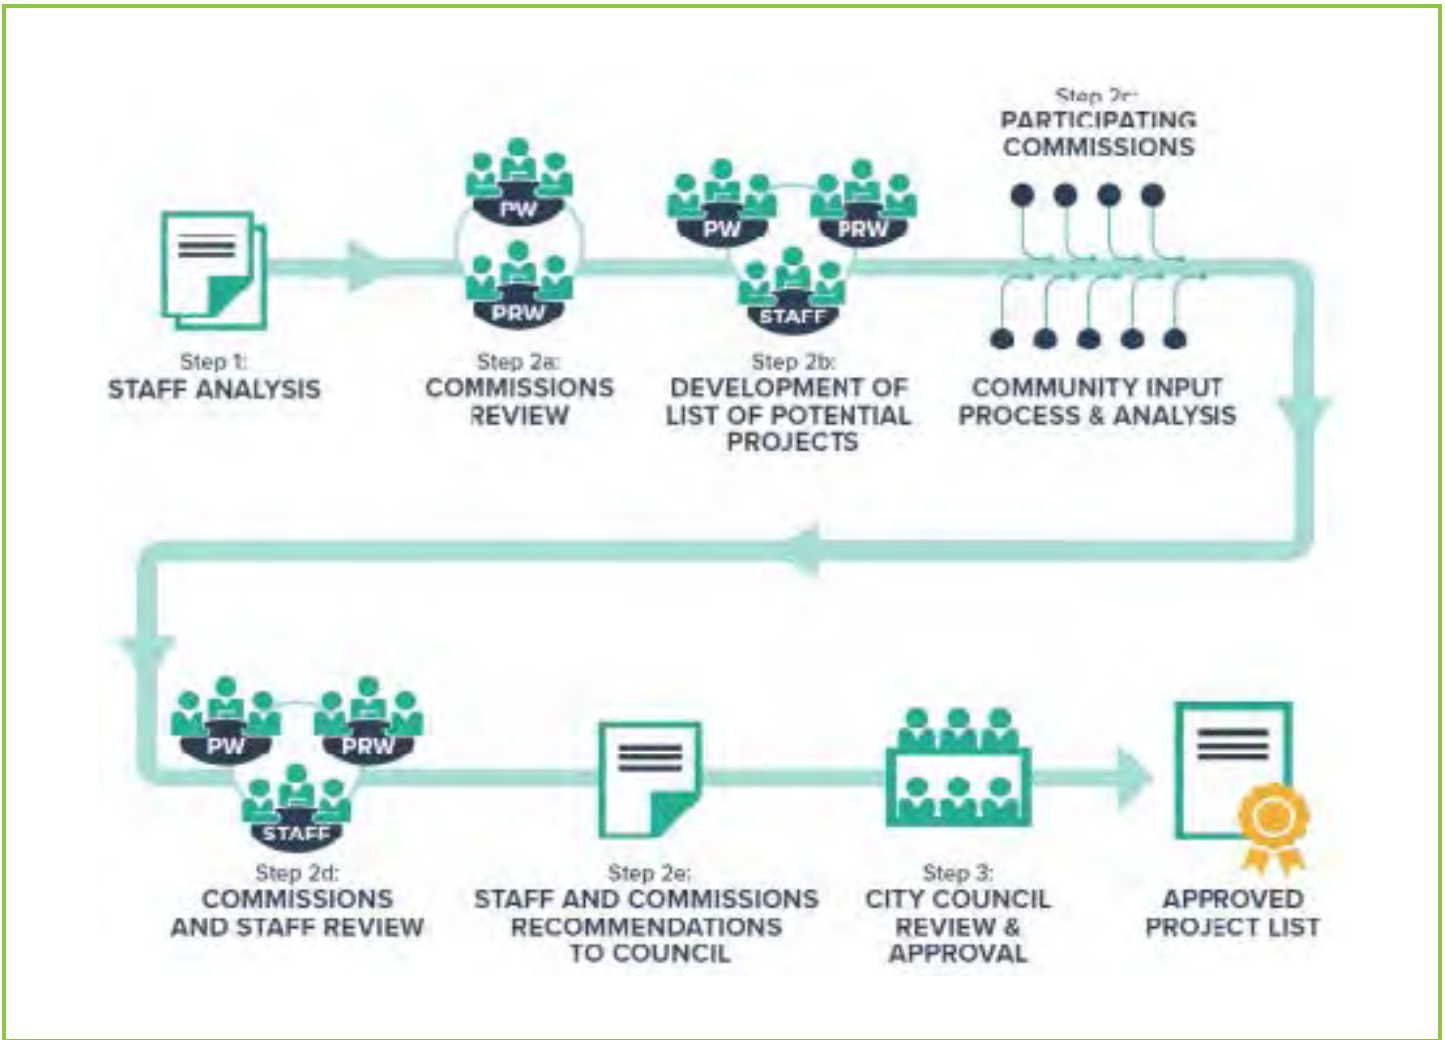 Step 2c:
PARTICIPATING
COMMISSIONS
PW
PRW
PW
PRW
STAFF
Step 1:
STAFF ANALYSIS
Step 2a:
COMMISSIONS
REVIEW
Step 2b:
DEVELOPMENT OF
LIST OF POTENTIAL
PROJECTS
COMMUNITY INPUT
PROCESS & ANALYSIS
PW
PRW
STAFF
Step 2d:
COMMISSIONS
AND STAFF REVIEW
Step 2e:
STAFF AND COMMISSIONS
RECOMMENDATIONS
TO COUNCIL
Step 3:
CITY COUNCIL
REVIEW &
APPROVAL
APPROVED
PROJECT LIST